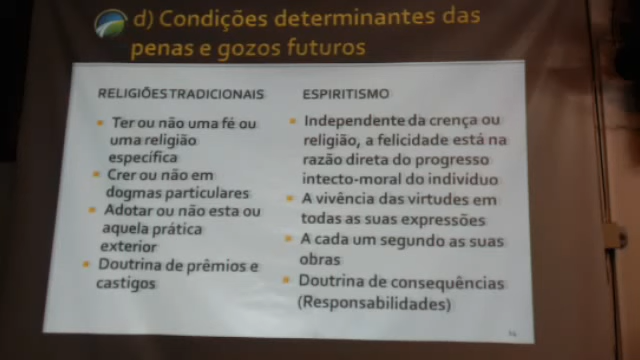 d) Condições determinantes das
penas e gozos futuros
RELIGIÕES TRADICIONAIS
Ter ou não uma fé ou
uma religião
específica
Crer ou não em
dogmas particulares
Adotar ou não esta ou
aquela prática
exterior
Doutrina de prêmios e
castigos
ESPIRITISMO
Independente da crença ou
religião, a felicidade está na
razão direta do progresso
intecto-moral do individuo
A vivência das virtudes em
todas as suas expressões
A cada um segundo as suas
obras
Doutrina de consequências
(Responsabilidades)